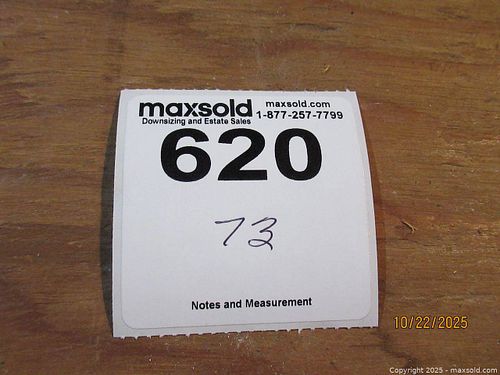 maxsold
Downsizing and Estate Sales
maxsold.com
1-877-257-7799
620
73
Notes and Measurement
10/22/2025
Copyright 2025 - maxsold.com